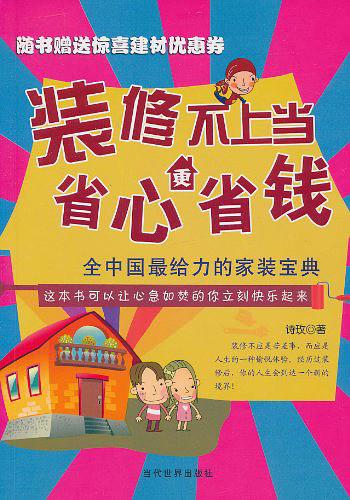 随书赠送惊喜建材优惠券
装修不上当
省心更省钱
全中国最给力的家装宝典
这本书可以让心急如焚的你立刻快乐起来
诗玫◎著
装修不应是苦差事，而应是
人生的一种愉悦体验。经历过装
修后，你的人生会到达一个新的
境界！
当代世界出版社